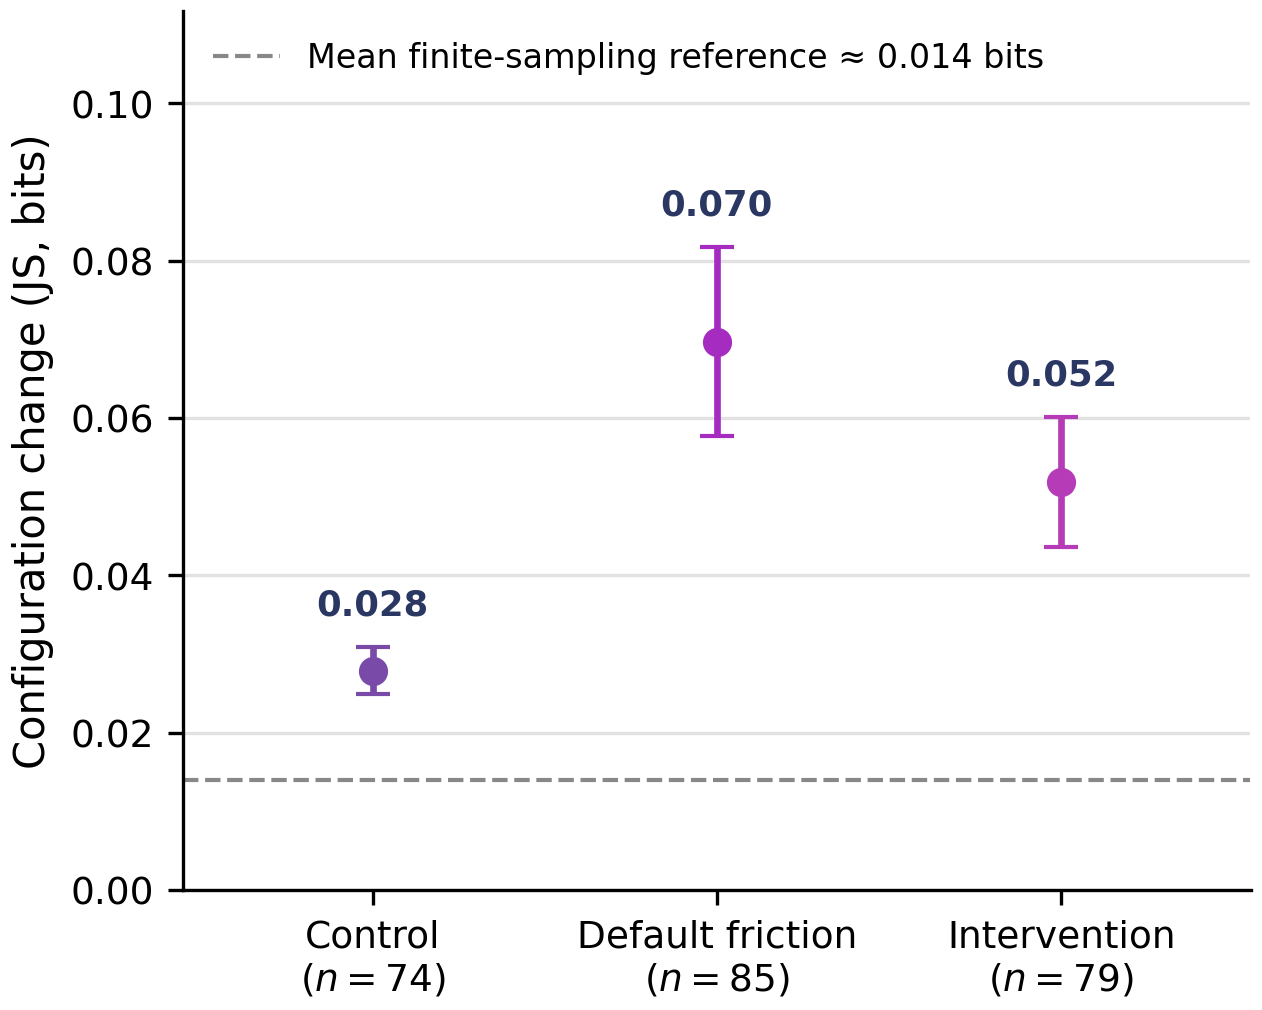 Mean finite-sampling reference ≈ 0.014 bits
Configuration change (JS, bits)
0.10
0.08
0.06
0.04
0.02
0.00
0.028
0.070
0.052
Control
(n = 74)
Default friction
(n = 85)
Intervention
(n = 79)